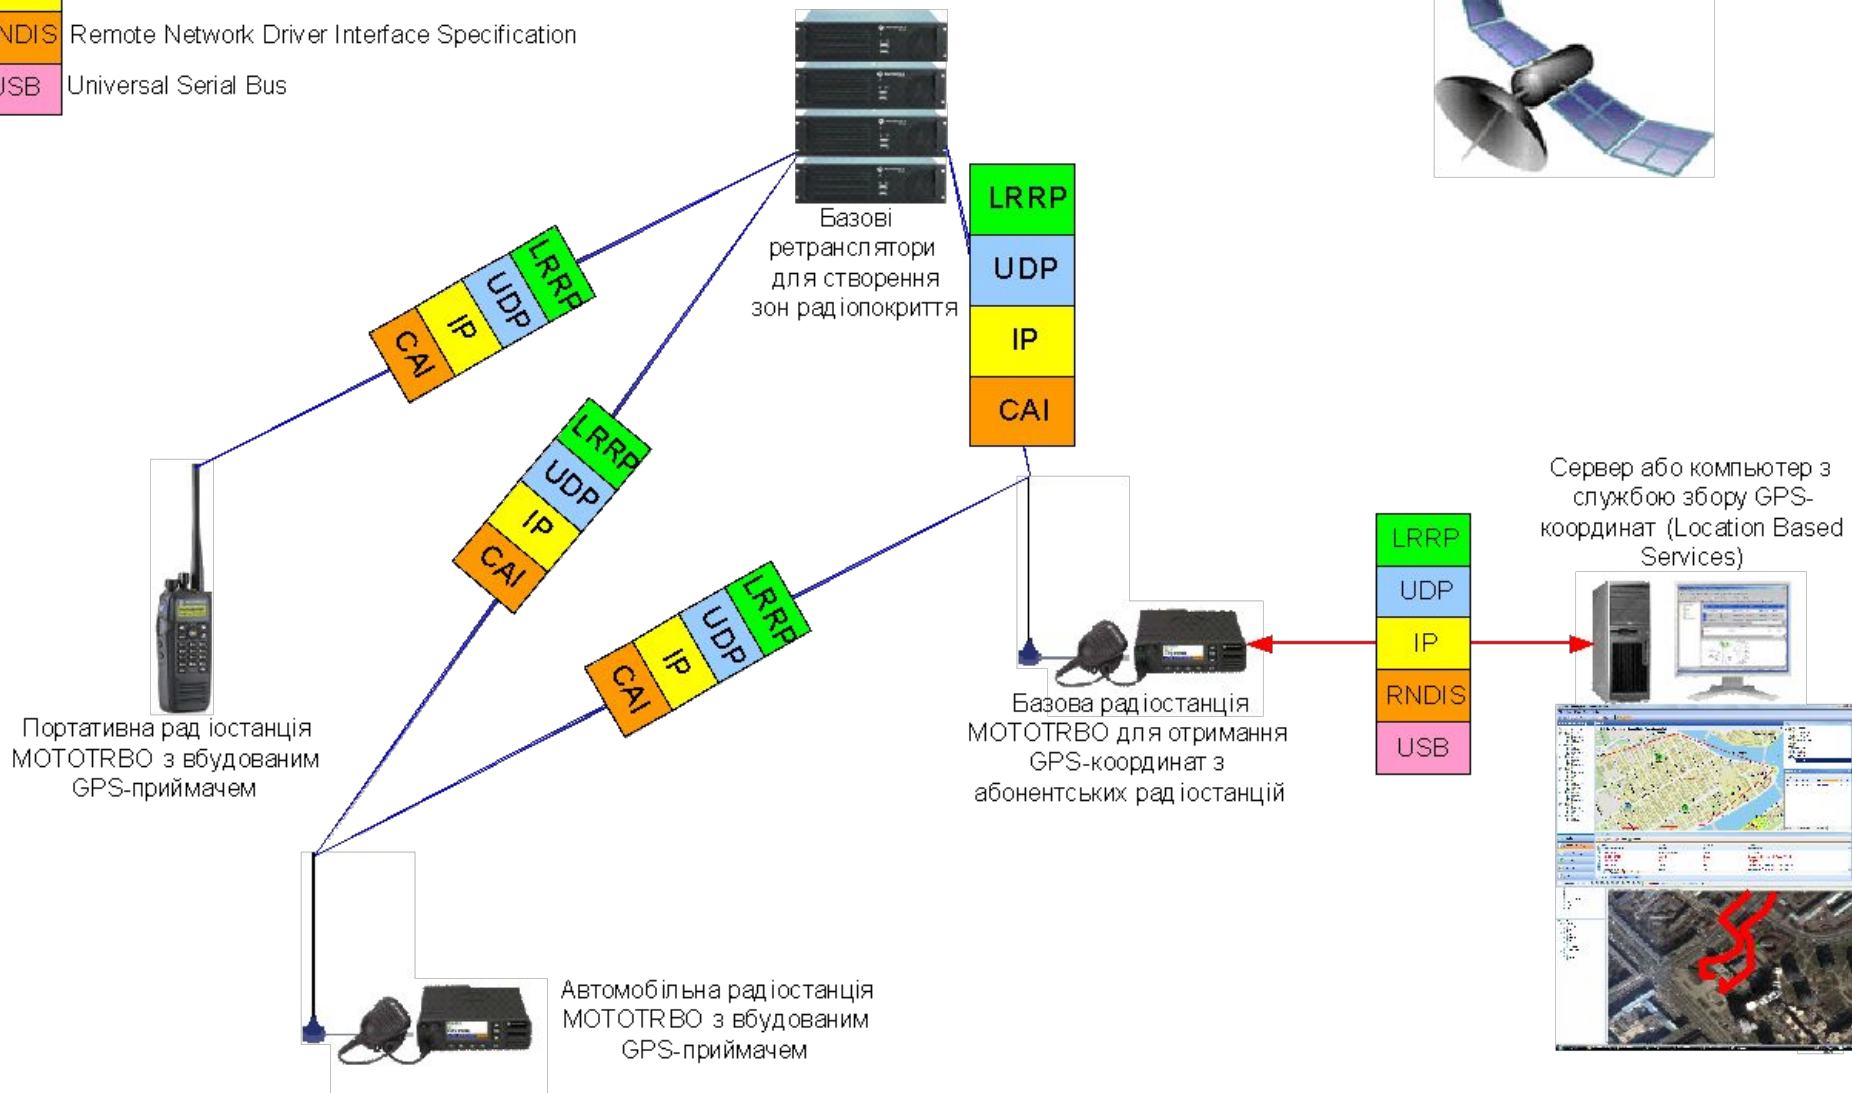 Remote Network Driver Interface Specification
Universal Serial Bus
Базові
ретранслятори
для створення
зон радіопокриття
LRRP
UDP
IP
CAI
LRRP
UDP
IP
CAI
LRRP
UDP
IP
CAI
LRRP
UDP
IP
CAI
Сервер або компьютер з
службою збору GPS-
координат (Location Based
Services)
LRRP
UDP
IP
RNDIS
USB
Портативна радіостанція
MOTOTRBO з вбудованим
GPS-приймачем
Базова радіостанція
MOTOTRBO для отримання
GPS-координат з
абонентських радіостанцій
Автомобільна радіостанція
MOTOTRBO з вбудованим
GPS-приймачем